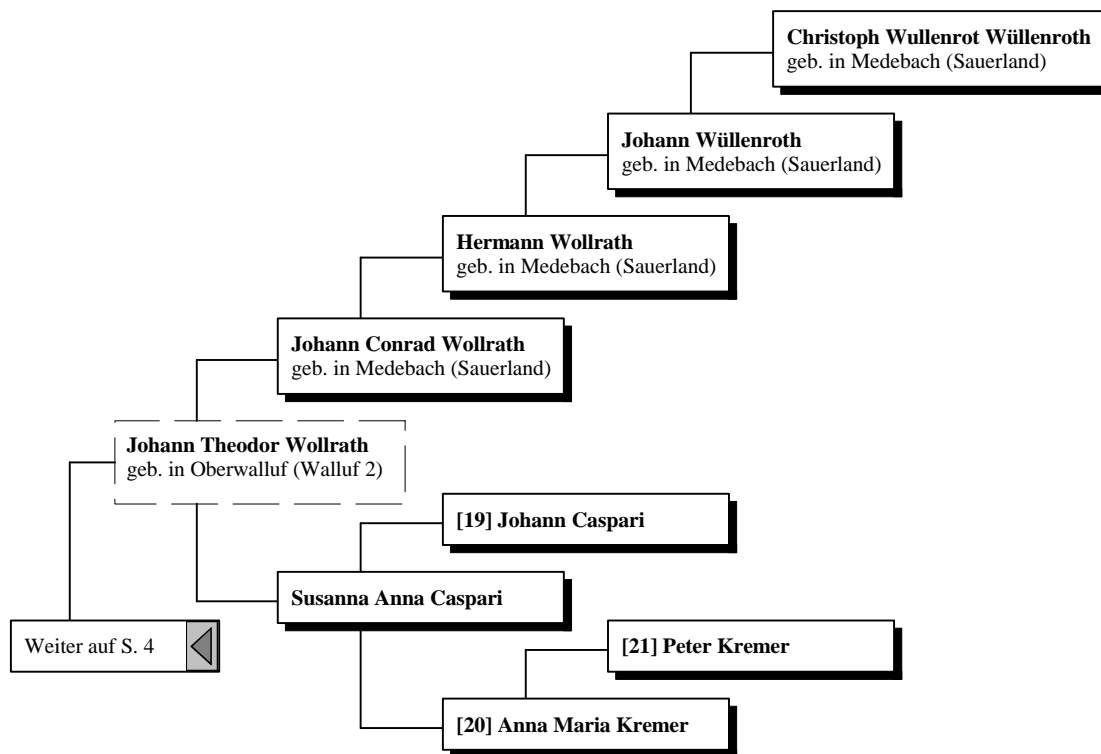 Christoph Wullenrot Wüllenroth
geb. in Medebach (Sauerland)
Johann Wüllenroth
geb. in Medebach (Sauerland)
Hermann Wollrath
geb. in Medebach (Sauerland)
Johann Conrad Wollrath
geb. in Medebach (Sauerland)
Johann Theodor Wollrath
geb. in Oberwalluf (Walluf 2)
[19] Johann Caspari
Susanna Anna Caspari
Weiter auf S. 4
[21] Peter Kremer
[20] Anna Maria Kremer